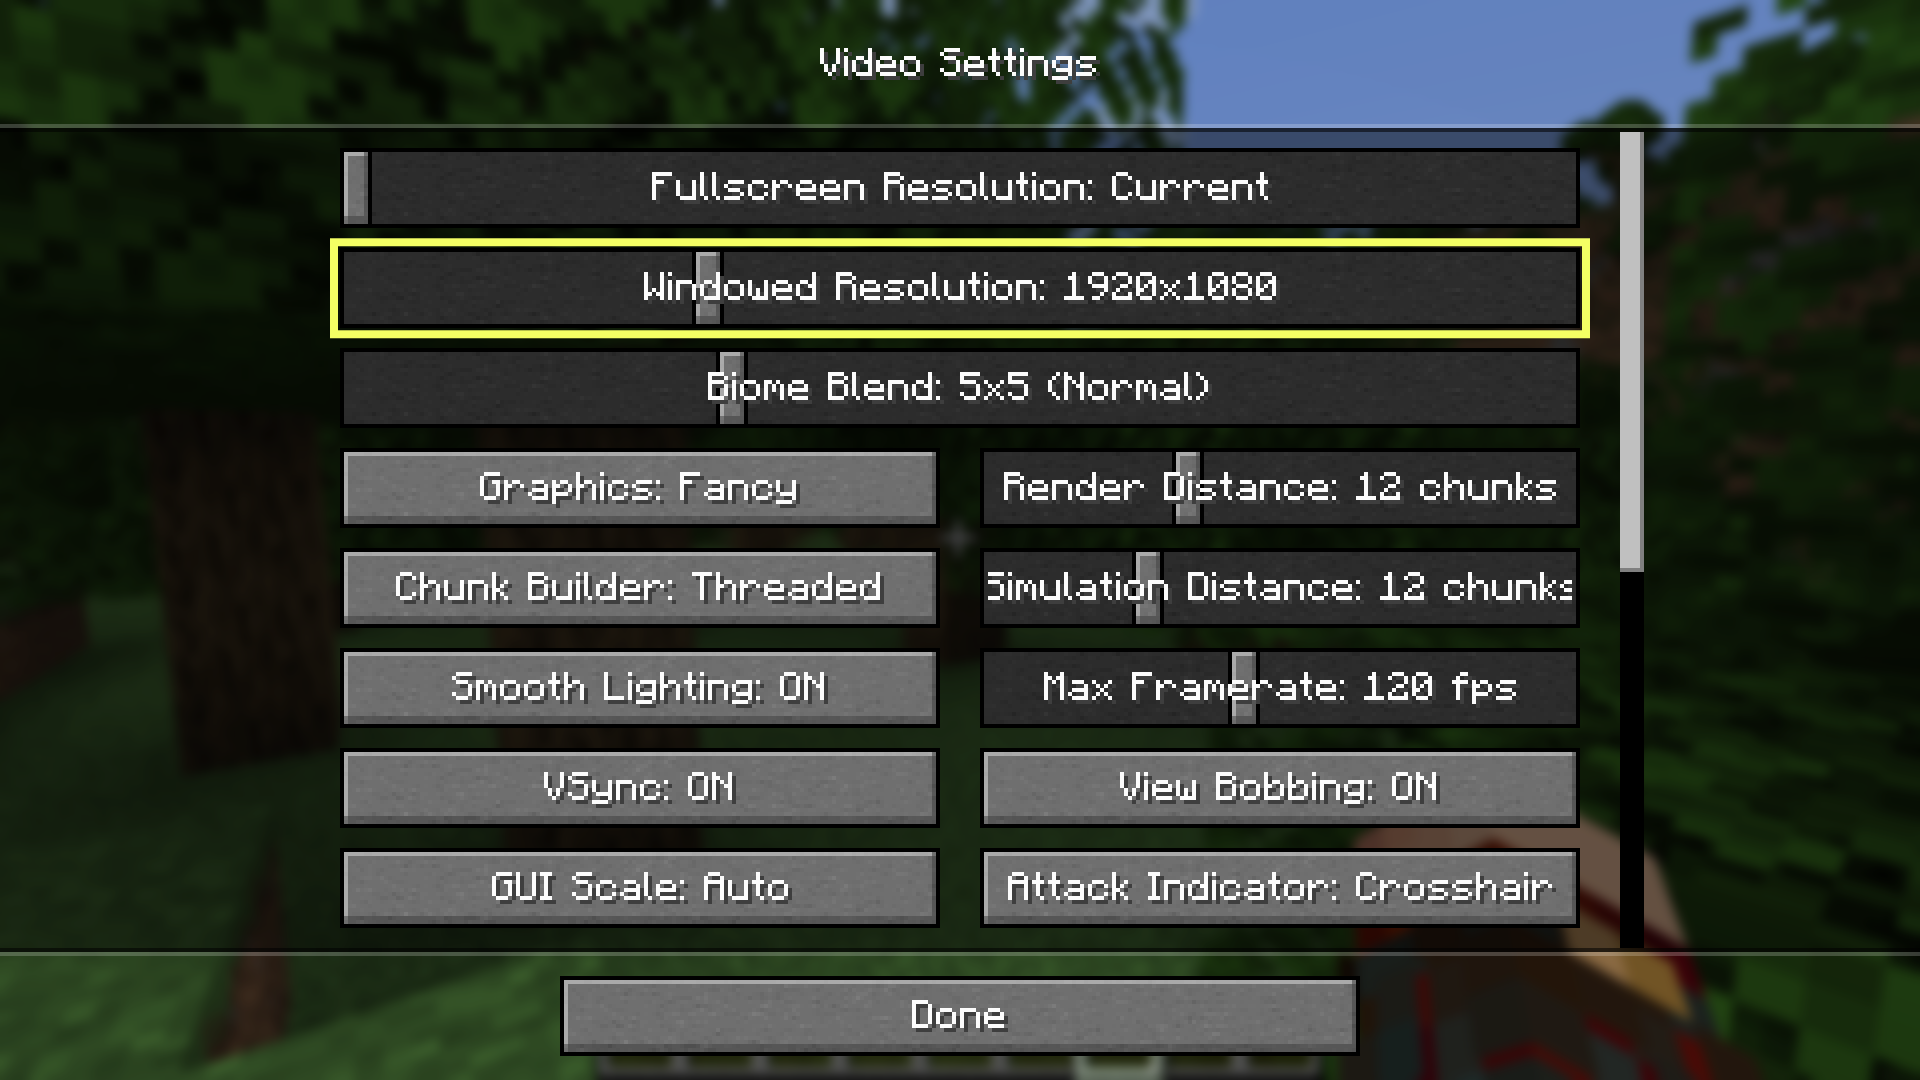 Video Settings
Fullscreen Resolution: Current
Windowed Resolution: 1920x1080
Biome Blend: 5x5 (Normal)
Graphics: Fancy
Render Distance: 12 chunks
Chunk Builder: Threaded
Simulation Distance: 12 chunks
Smooth Lighting: ON
Max Framerate: 120 fps
VSync: ON
View Bobbing: ON
GUI Scale: Auto
Attack Indicator: Crosshair
Done